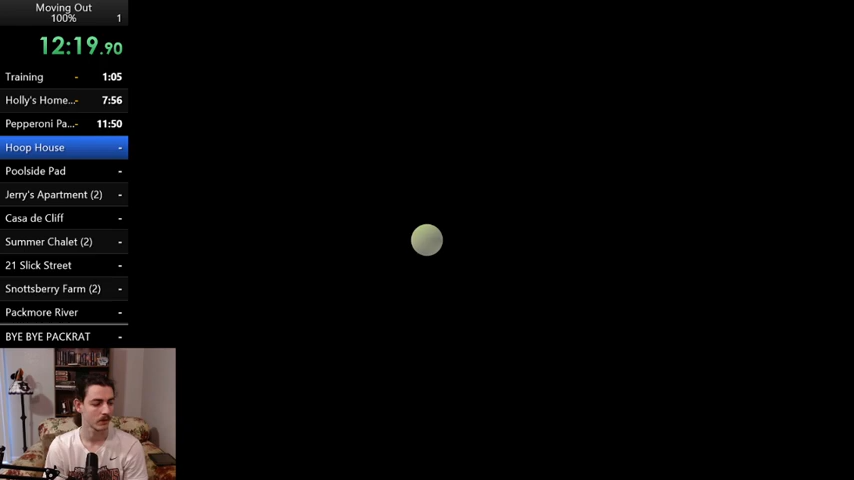 Moving Out
100% 1
12:19.90
Training - 1:05
Holly's Home...- 7:56
Pepperoni Pa...- 11:50
Hoop House -
Poolside Pad -
Jerry's Apartment (2) -
Casa de Cliff -
Summer Chalet (2) -
21 Slick Street -
Snottsberry Farm (2) -
Packmore River -
BYE BYE PACKRAT -